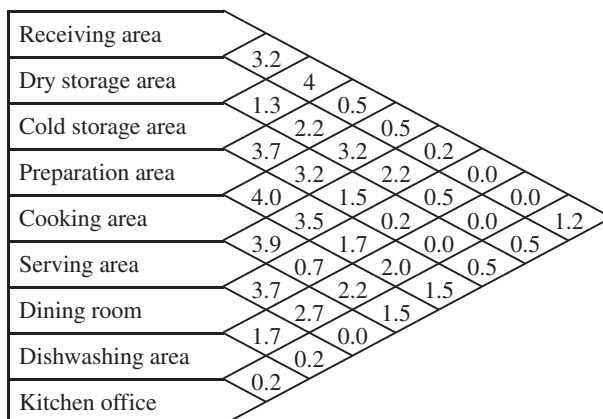 Receiving area
3.2
Dry storage area 4
1.3 0.5
Cold storage area 2.2 0.5
3.7 3.2 0.2
Preparation area 3.2 2.2 0.0
4.0 1.5 0.5 0.0
Cooking area 3.5 0.2 0.0 1.2
3.9 1.7 0.0 0.5
Serving area 0.7 2.0 0.5
3.7 2.2 1.5
Dining room 2.7 1.5
1.7 0.0
Dishwashing area 0.2
0.2
Kitchen office